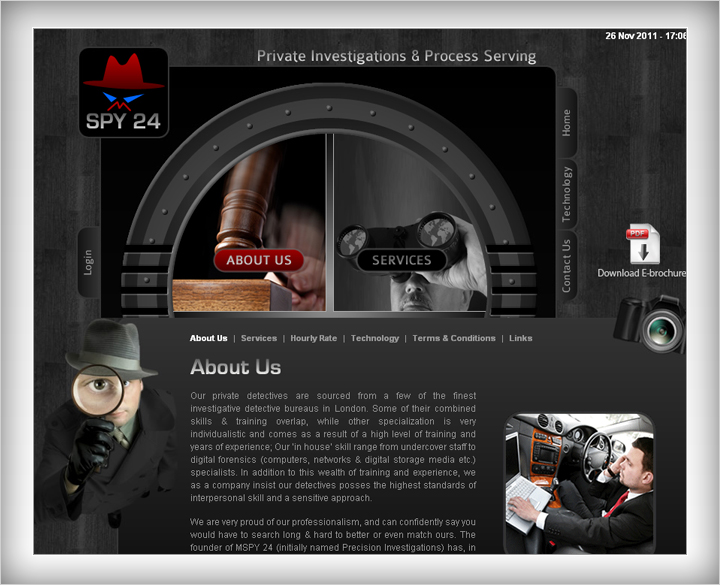 26 Nov 2011 - 17:06
Private Investigations & Process Serving
SPY 24
Home
Technology
Contact Us
Login
ABOUT US
SERVICES
PDF
Download E-brochure
About Us | Services | Hourly Rate | Technology | Terms & Conditions | Links
About Us
Our private detectives are sourced from a few of the finest
investigative detective bureaus in London. Some of their combined
skills & training overlap, while other specialization is very
individualistic and comes as a result of a high level of training and
years of experience; Our 'in house' skill range from undercover staff to
digital forensics (computers, networks & digital storage media etc.)
specialists. In addition to this wealth of training and experience, we
as a company insist our detectives posses the highest standards of
interpersonal skill and a sensitive approach.
We are very proud of our professionalism, and can confidently say you
would have to search long & hard to better or even match ours. The
founder of MSPY 24 (initially named Precision Investigations) has, in